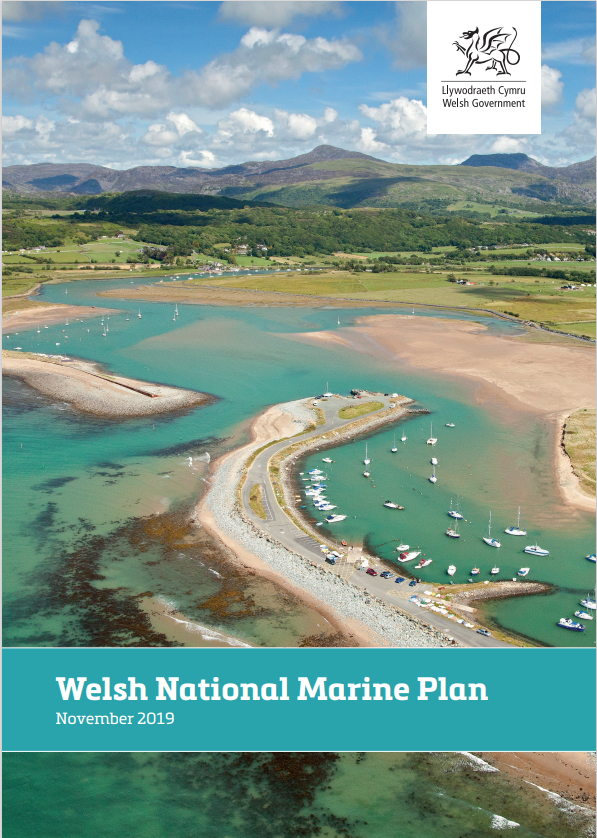 Llywodraeth Cymru
Welsh Government
Welsh National Marine Plan
November 2019